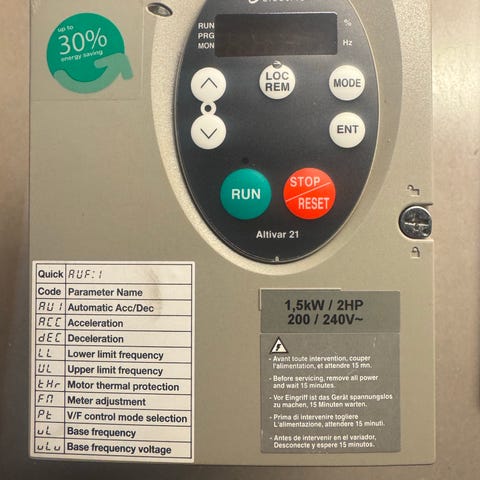 up to
30%
energy saving
RUN
PRG
MON
%
Hz
LOC
REM
MODE
ENT
RUN
STOP
RESET
Altivar 21
Quick AUF:1
Code Parameter Name
AU1 Automatic Acc/Dec
ACC Acceleration
dEC Deceleration
LL Lower limit frequency
UL Upper limit frequency
tHr Motor thermal protection
FM Meter adjustment
Pt V/F control mode selection
uL Base frequency
uLu Base frequency voltage
1,5kW / 2HP
200 / 240V~
- Avant toute intervention, couper
l'alimentation, et attendre 15 mn.
- Before servicing, remove all power
and wait 15 minutes.
- Vor Eingriff ist das Gerät spannungslos
zu machen, 15 Minuten warten.
- Prima di intervenire togliere
L'alimentazione, attendere 15 minuti.
- Antes de intervenir en el variador,
Desconecte y espere 15 minutos.